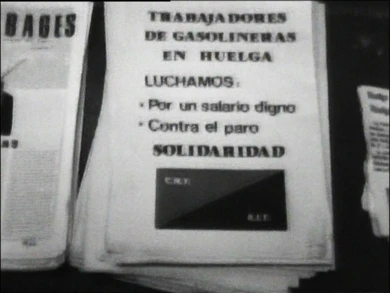 BAGES
TRABAJADORES
DE GASOLINERAS
EN HUELGA
LUCHAMOS:
• Por un salario digno
• Contra el paro
SOLIDARIDAD
C.N.T.
A.I.T.